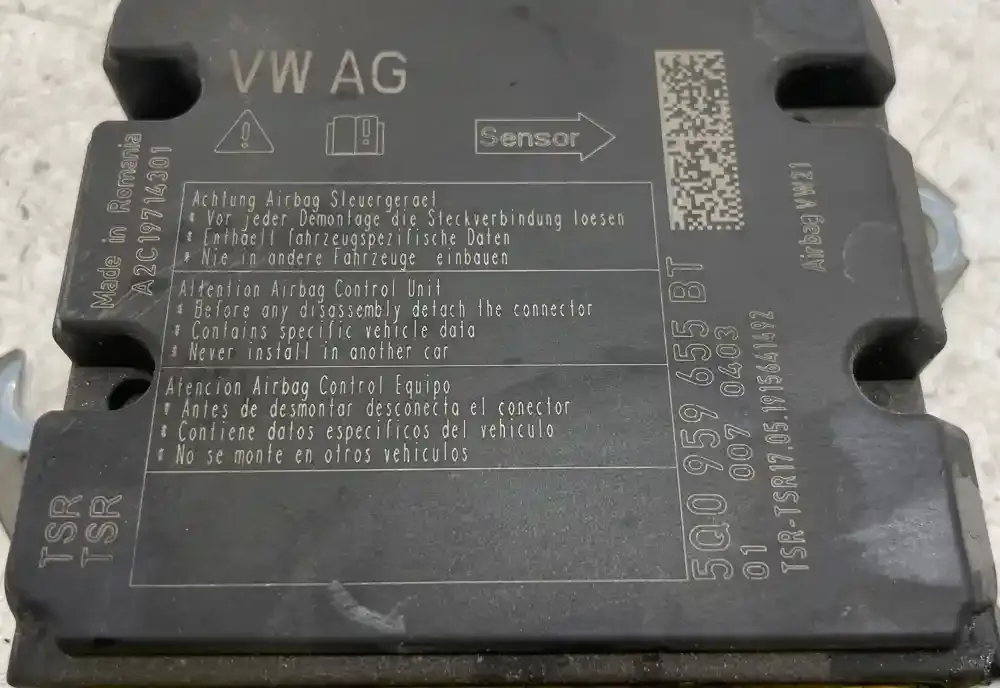 VW AG
Sensor
Made in Romania
A2C19714301
Achtung Airbag Steuergeraet
* Vor jeder Demontage die Steckverbindung loesen
* Enthaelt fahrzeugspezifische Daten
* Nie in andere Fahrzeuge einbauen
Attention Airbag Control Unit
* Before any disassembly detach the connector
* Contains specific vehicle data
* Never install in another car
Atencion Airbag Control Equipo
* Antes de desmontar desconecta el conector
* Contiene datos especificos del vehiculo
* No se monte en otros vehiculos
TSR
TSR
5Q0 959 655 BT
01 007 0403
TSR-TSR17.05.1915641492
Airbag VW21